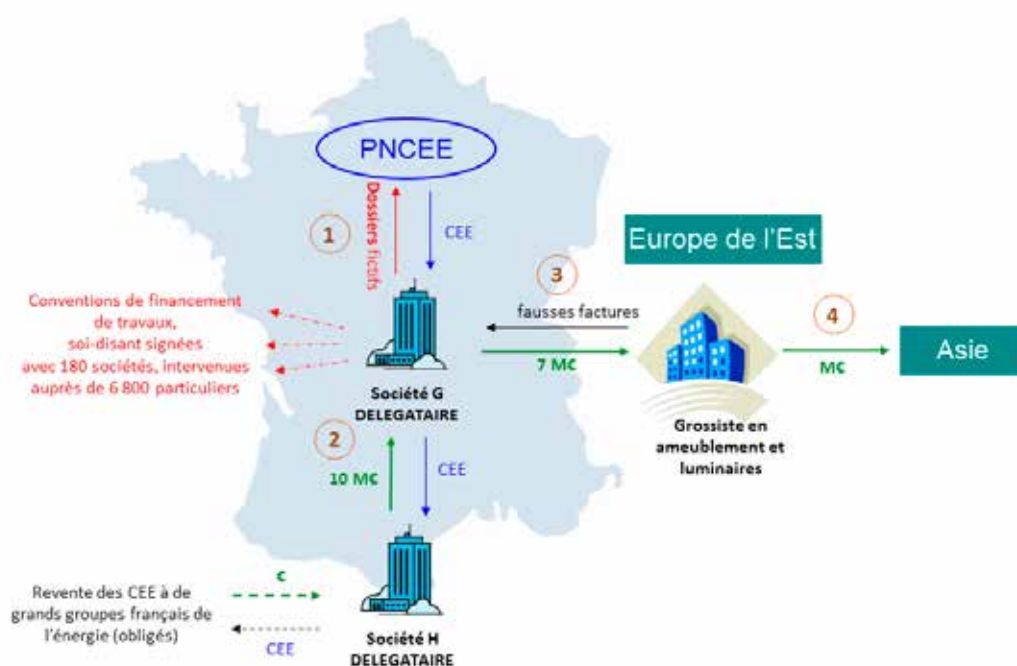 PNCEE
1
Dossiers fictifs
CEE
Europe de l'Est
3
fausses factures
4
Conventions de financement
de travaux,
soi-disant signées
avec 180 sociétés, intervenues
auprès de 6 800 particuliers
7 M€
M€
Asie
Société G
DELEGATAIRE
Grossiste en
ameublement et
luminaires
2
10 M€
CEE
Revente des CEE à de
grands groupes français de
l'énergie (obligés)
€
CEE
Société H
DELEGATAIRE